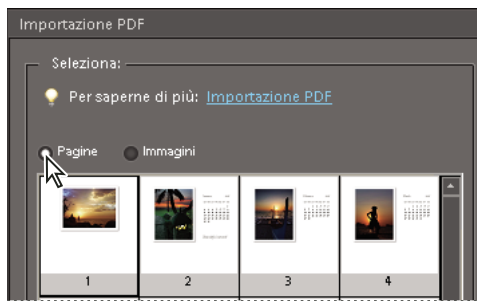 Importazione PDF
Seleziona:
Per saperne di più: Importazione PDF
Pagine Immagini
1 2 3 4